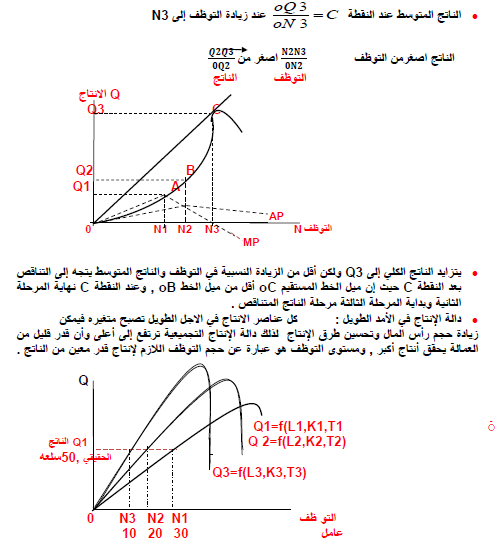 • الناتج المتوسط عند النقطة C = oQ 3 / oN 3 عند زيادة التوظف إلى N3
الناتج اصغرمن التوظف N2N3 / 0N2 اصغر من Q2Q3 / 0Q2
التوظف الناتج
Q الانتاج
Q3
C
Q2
B
Q1
A
AP
0 N1 N2 N3 N التوظف
MP
• يتزايد الناتج الكلي إلى Q3 ولكن أقل من الزيادة النسبية في التوظف والناتج المتوسط يتجه إلى التناقص
بعد النقطة C حيث إن ميل الخط المستقيم oC أقل من ميل الخط oB , وعند النقطة C نهاية المرحلة
الثانية وبداية المرحلة الثالثة مرحلة الناتج المتناقص .
• دالة الإنتاج في الأمد الطويل : كل عناصر الانتاج في الاجل الطويل تصبح متغيره فيمكن
زيادة حجم رأس المال وتحسين طرق الإنتاج لذلك دالة الإنتاج التجميعية ترتفع إلى أعلى وأن قدر قليل من
العمالة يحقق أنتاج أكبر , ومستوى التوظف هو عبارة عن حجم التوظف اللازم لإنتاج قدر معين من الناتج .
Q
Q1=f(L1,K1,T1
Q1 الناتج
Q 2=f(L2,K2,T2)
الحقيقي ,50سلعه
Q3=f(L3,K3,T3)
0 N3 N2 N1 التو ظف
10 20 30 عامل